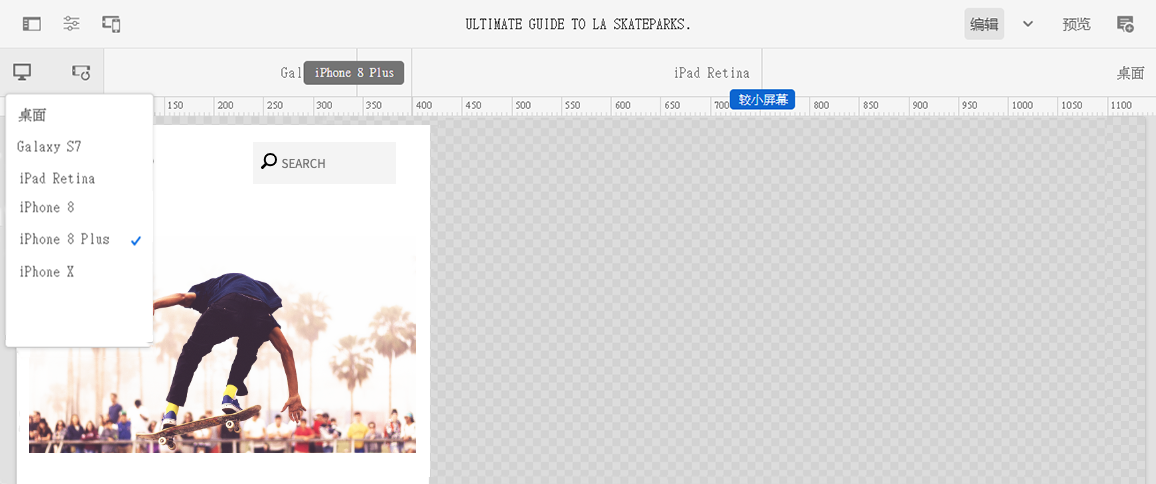 ULTIMATE GUIDE TO LA SKATEPARKS.
编辑
预览
Gal
iPhone 8 Plus
iPad Retina
桌面
150 200 250 300 350 400 450 500 550 600 650 700 800 850 900 950 1000 1050 1100
较小屏幕
桌面
Galaxy S7
iPad Retina
iPhone 8
iPhone 8 Plus
iPhone X
SEARCH